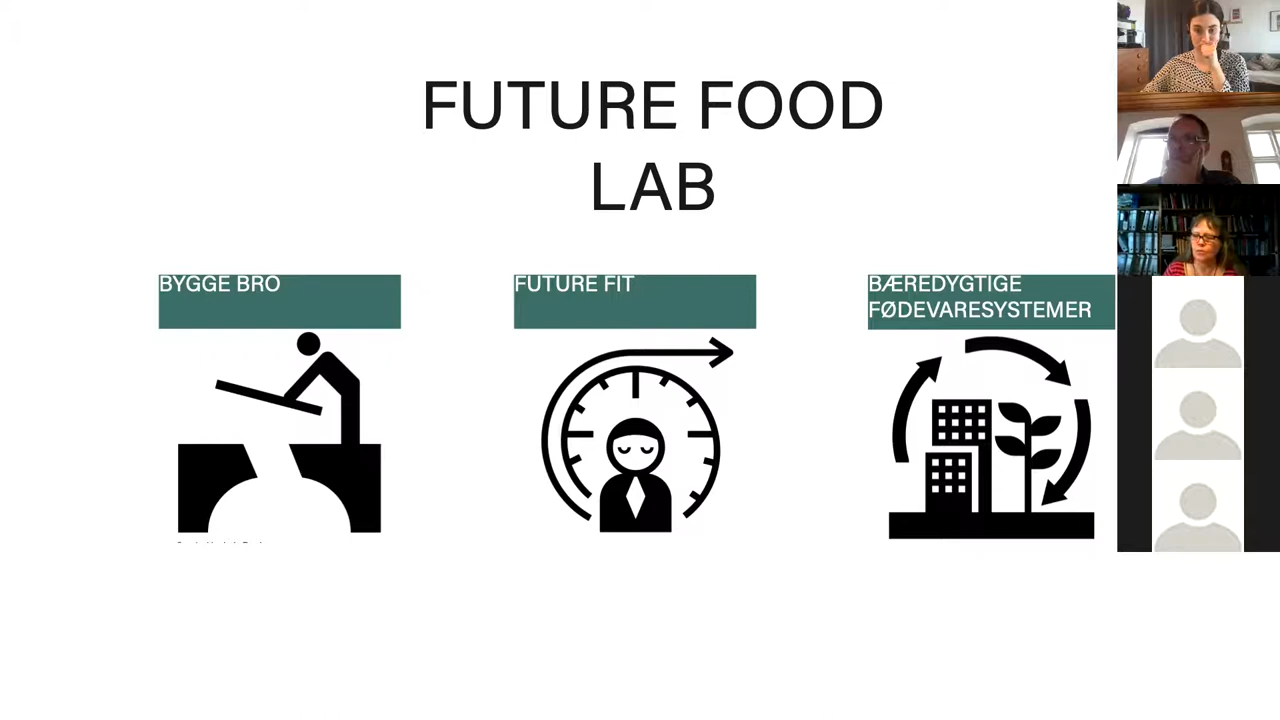 FUTURE FOOD
LAB
BYGGE BRO
FUTURE FIT
BÆREDYGTIGE
FØDEVARESYSTEMER